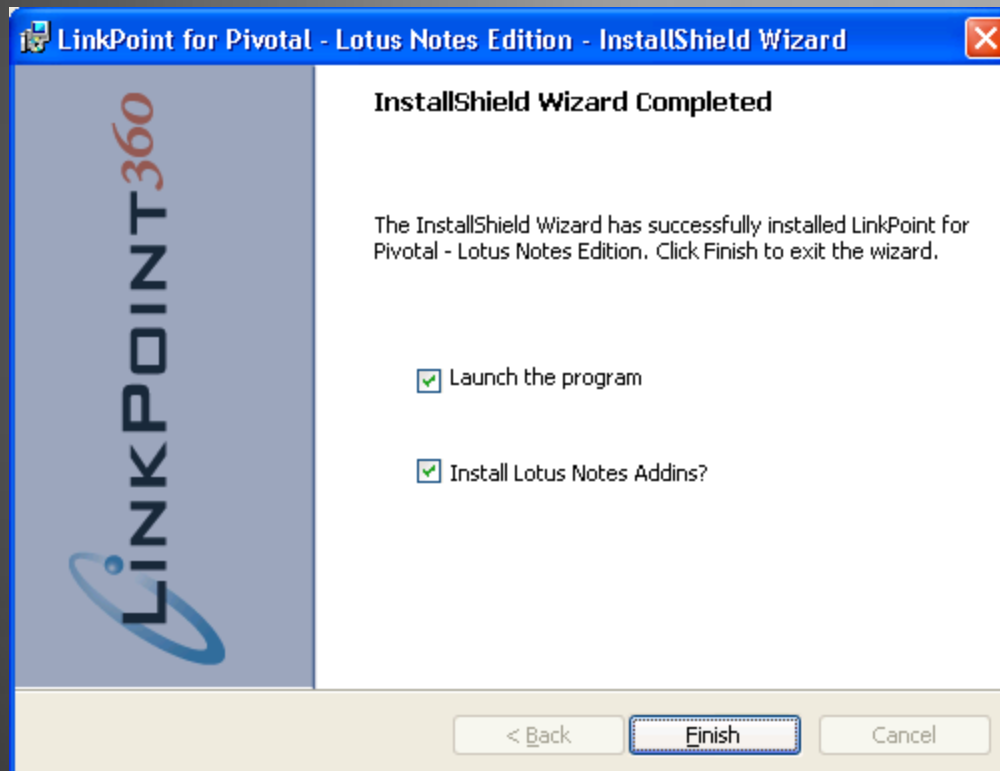 LinkPoint for Pivotal - Lotus Notes Edition - InstallShield Wizard
LINKPOINT360
InstallShield Wizard Completed
The InstallShield Wizard has successfully installed LinkPoint for
Pivotal - Lotus Notes Edition. Click Finish to exit the wizard.
Launch the program
Install Lotus Notes Addins?
< Back
Finish
Cancel